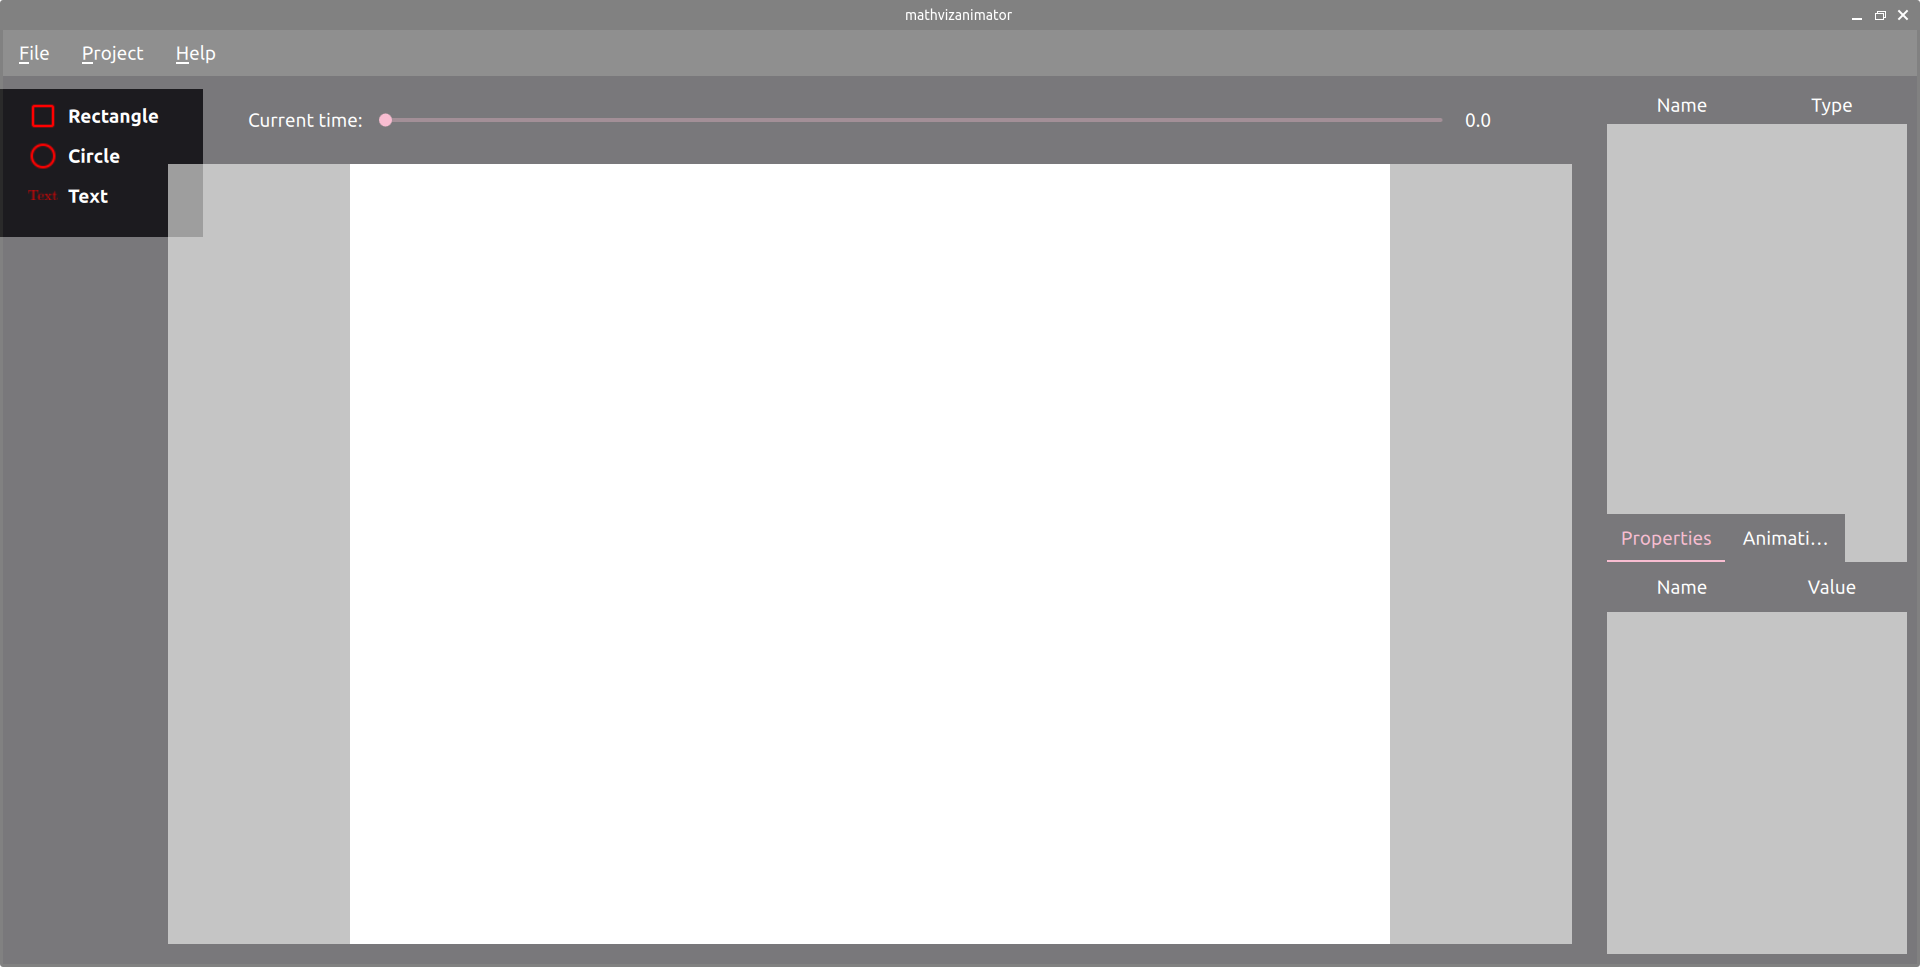 mathvizanimator
File Project Help
Rectangle
Circle
Text Text
Current time: 0.0
Name Type
Properties Animati...
Name Value